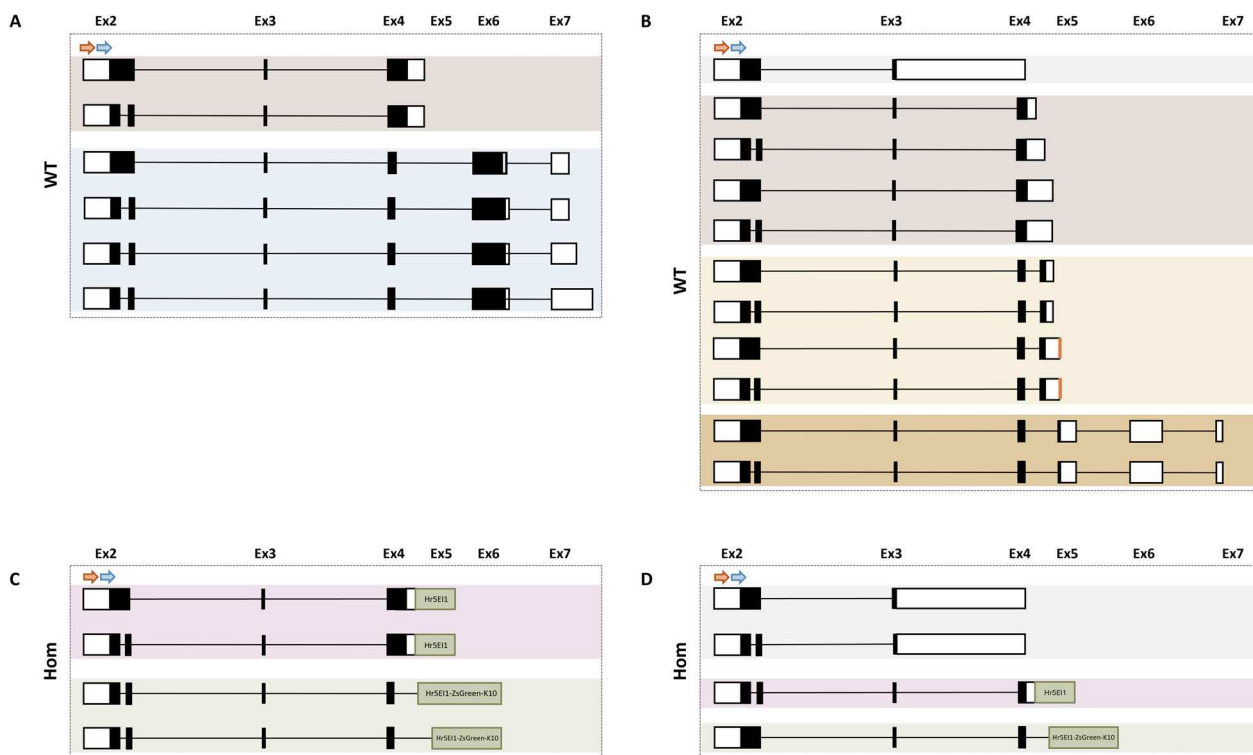 A
Ex2 Ex3 Ex4 Ex5 Ex6 Ex7
WT
B
Ex2 Ex3 Ex4 Ex5 Ex6 Ex7
WT
C
Ex2 Ex3 Ex4 Ex5 Ex6 Ex7
Hom
Hr5EI1
Hr5EI1
Hr5EI1-ZsGreen-K10
Hr5EI1-ZsGreen-K10
D
Ex2 Ex3 Ex4 Ex5 Ex6 Ex7
Hom
Hr5EI1
Hr5EI1-ZsGreen-K10